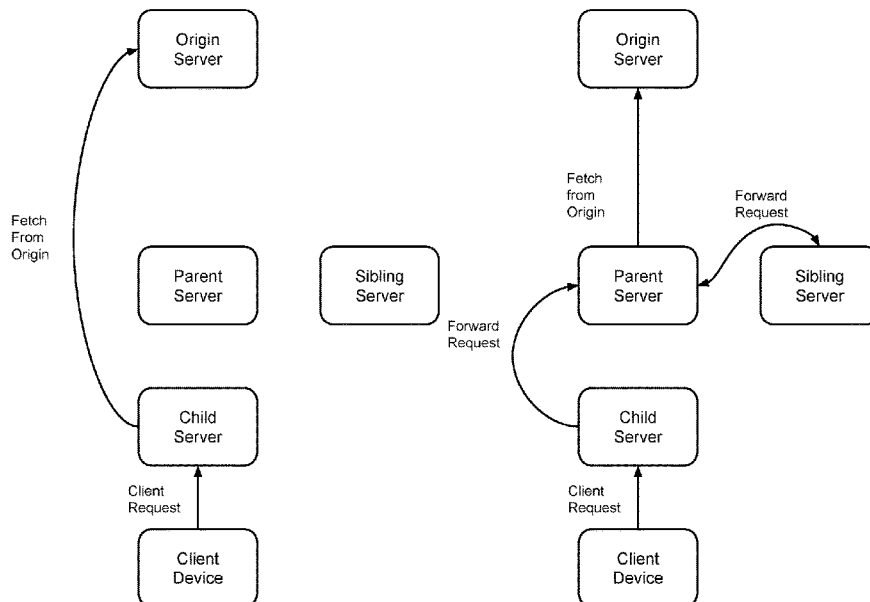 Origin
Server
Fetch
From
Origin
Parent
Server
Sibling
Server
Child
Server
Client
Request
Client
Device
Origin
Server
Fetch
from
Origin
Forward
Request
Parent
Server
Sibling
Server
Forward
Request
Child
Server
Client
Request
Client
Device